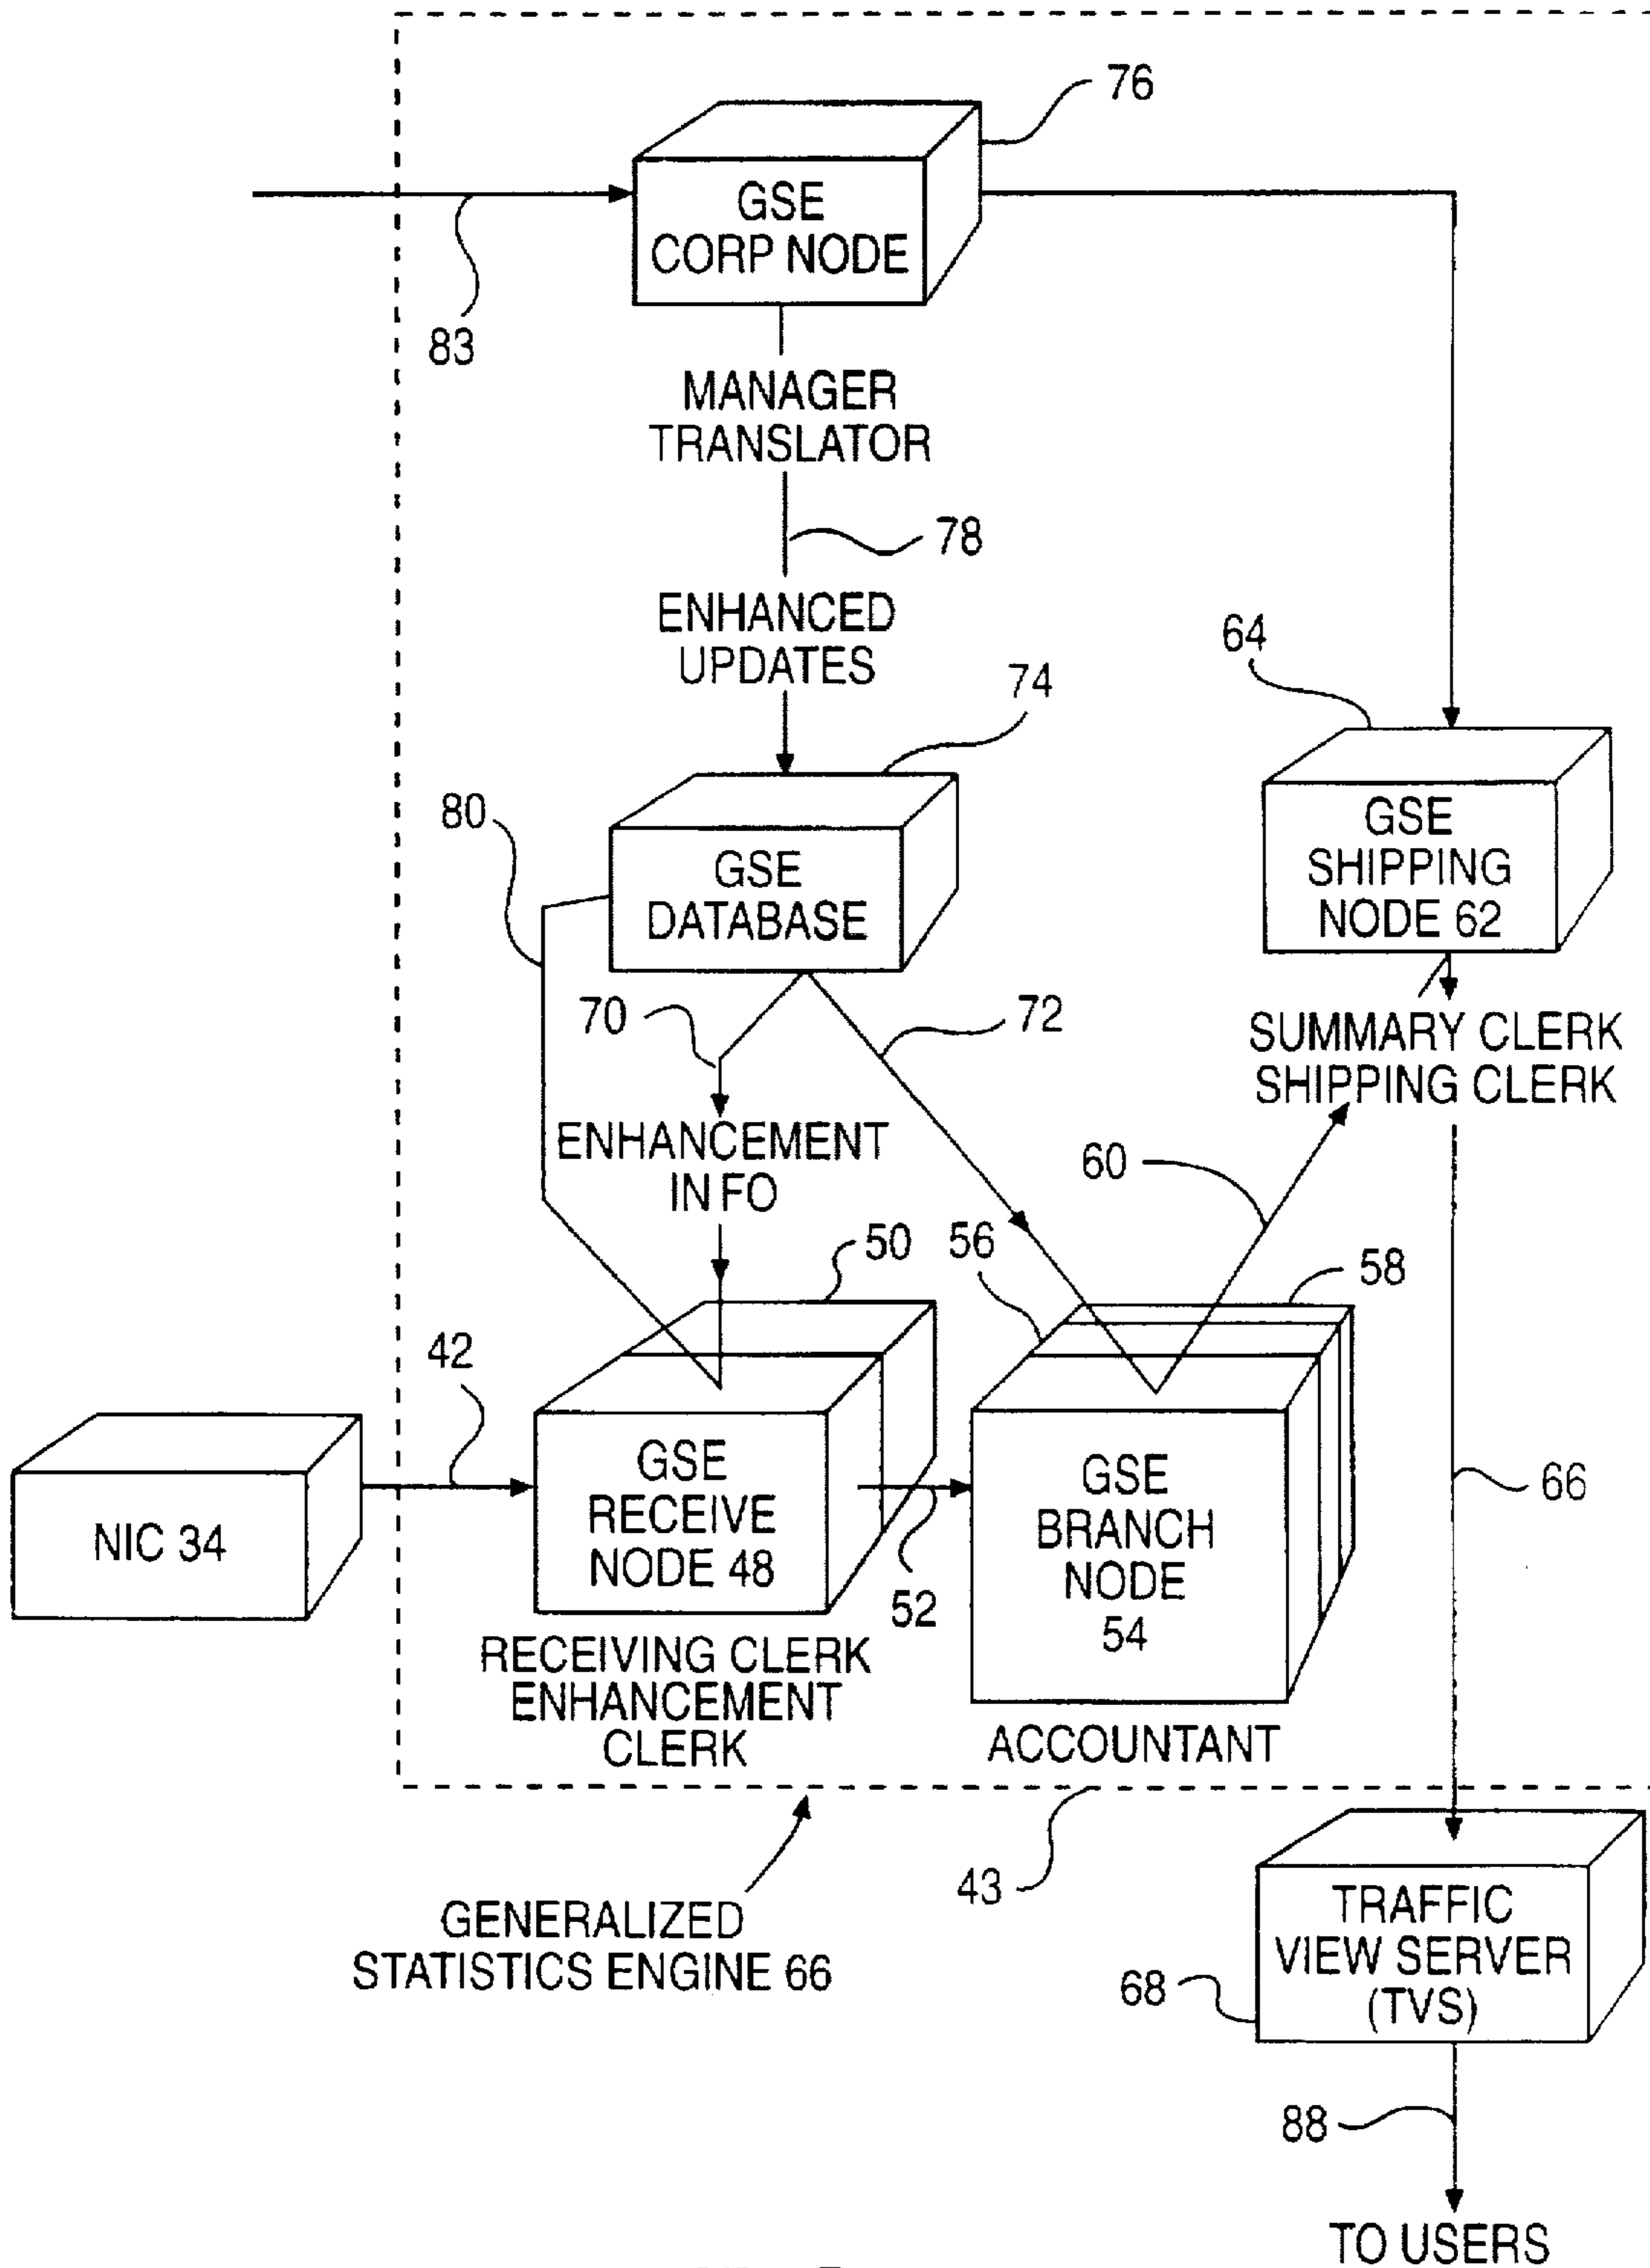 76
GSE
CORP NODE
83
MANAGER
TRANSLATOR
78
ENHANCED
UPDATES
64
74
80
GSE
DATABASE
GSE
SHIPPING
NODE 62
70
72
SUMMARY CLERK
SHIPPING CLERK
ENHANCEMENT
INFO
60
50
56
58
42
NIC 34
GSE
RECEIVE
NODE 48
52
GSE
BRANCH
NODE
54
66
RECEIVING CLERK
ENHANCEMENT
CLERK
ACCOUNTANT
43
GENERALIZED
STATISTICS ENGINE 66
68
TRAFFIC
VIEW SERVER
(TVS)
88
TO USERS